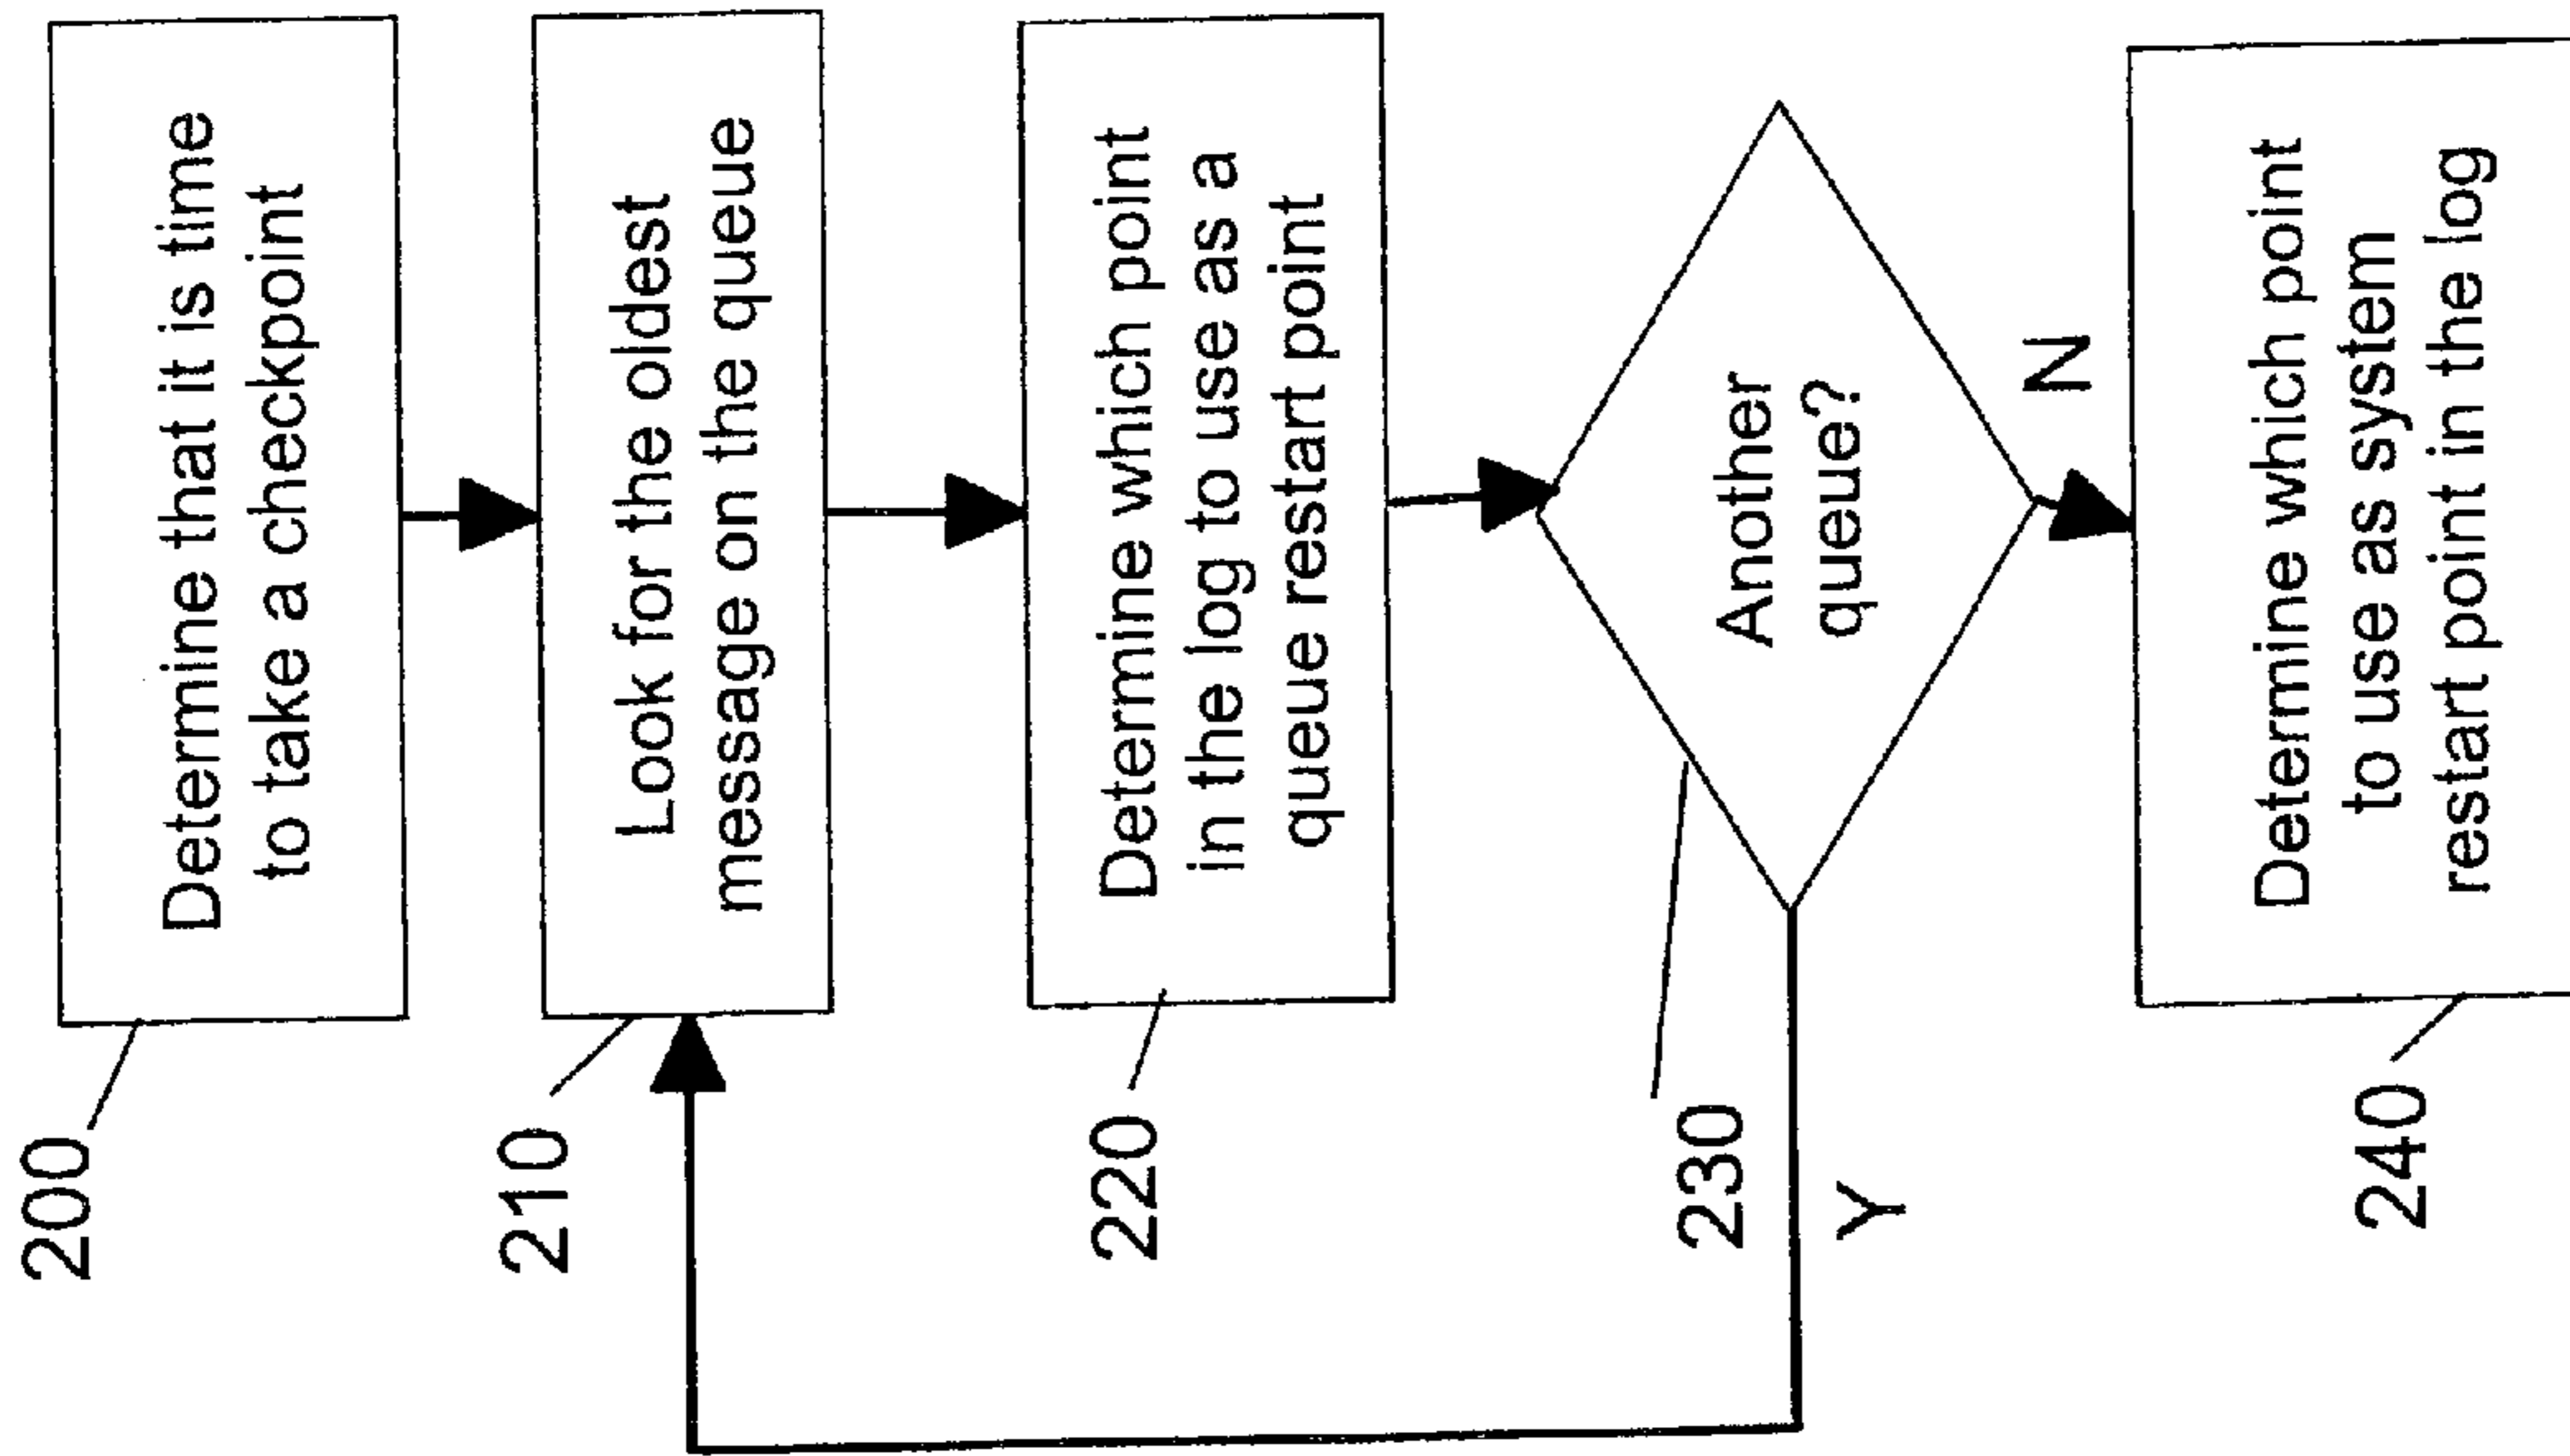 200
Determine that it is time
to take a checkpoint
210
Look for the oldest
message on the queue
220
Determine which point
in the log to use as a
queue restart point
230
Another
queue?
Y
N
240
Determine which point
to use as system
restart point in the log